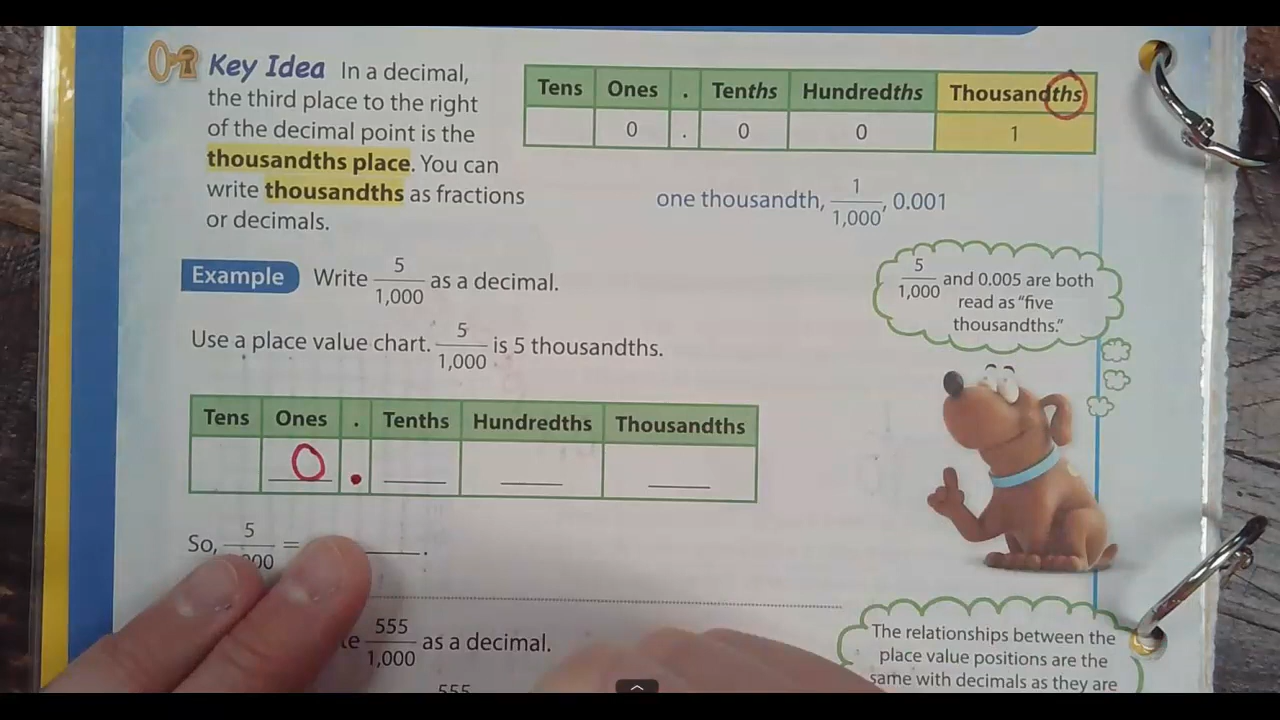 Key Idea In a decimal,
the third place to the right
of the decimal point is the
thousandths place. You can
write thousandths as fractions
or decimals.
Tens Ones . Tenths Hundredths Thousandths
0 . 0 0 1
one thousandth, 1/1,000, 0.001
Example Write 5/1,000 as a decimal.
5/1,000 and 0.005 are both
read as “five
thousandths.”
Use a place value chart. 5/1,000 is 5 thousandths.
Tens Ones . Tenths Hundredths Thousandths
0 .
So, 5/ = .
555/1,000 as a decimal.
555
The relationships between the
place value positions are the
same with decimals as they are